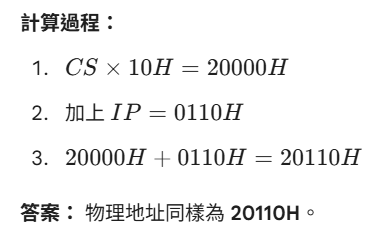 計算過程：
1. CS × 10H = 20000H
2. 加上 IP = 0110H
3. 20000H + 0110H = 20110H
答案： 物理地址同樣為 20110H。